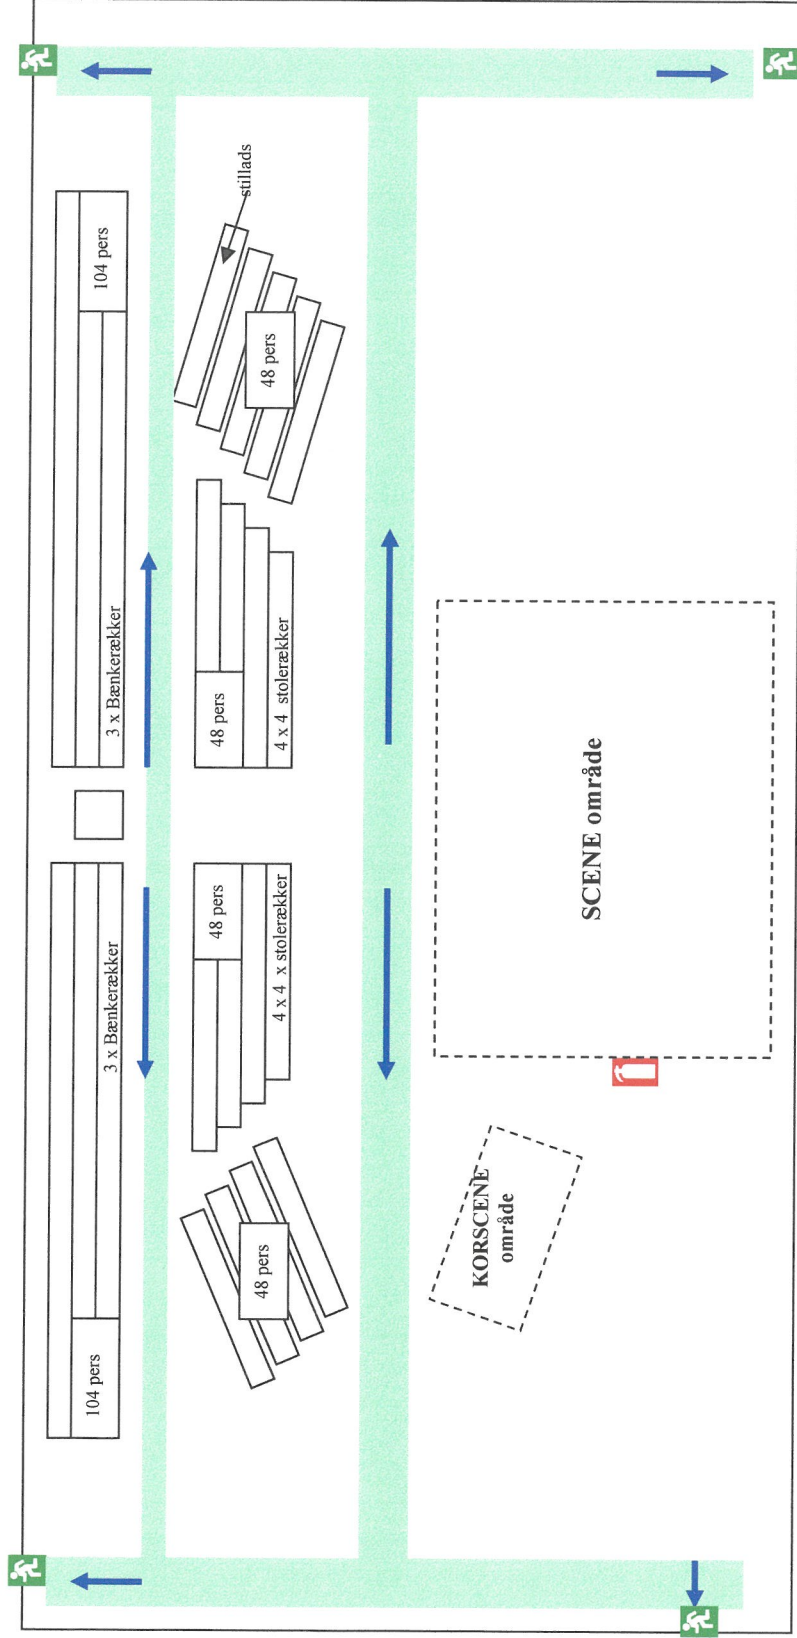 104 pers
3 x Bænkerækker
3 x Bænkerækker
104 pers
stillads
48 pers
48 pers
4 x 4 x stolerækker
48 pers
4 x 4 stolerækker
48 pers
KORSCENE
område
SCENE område